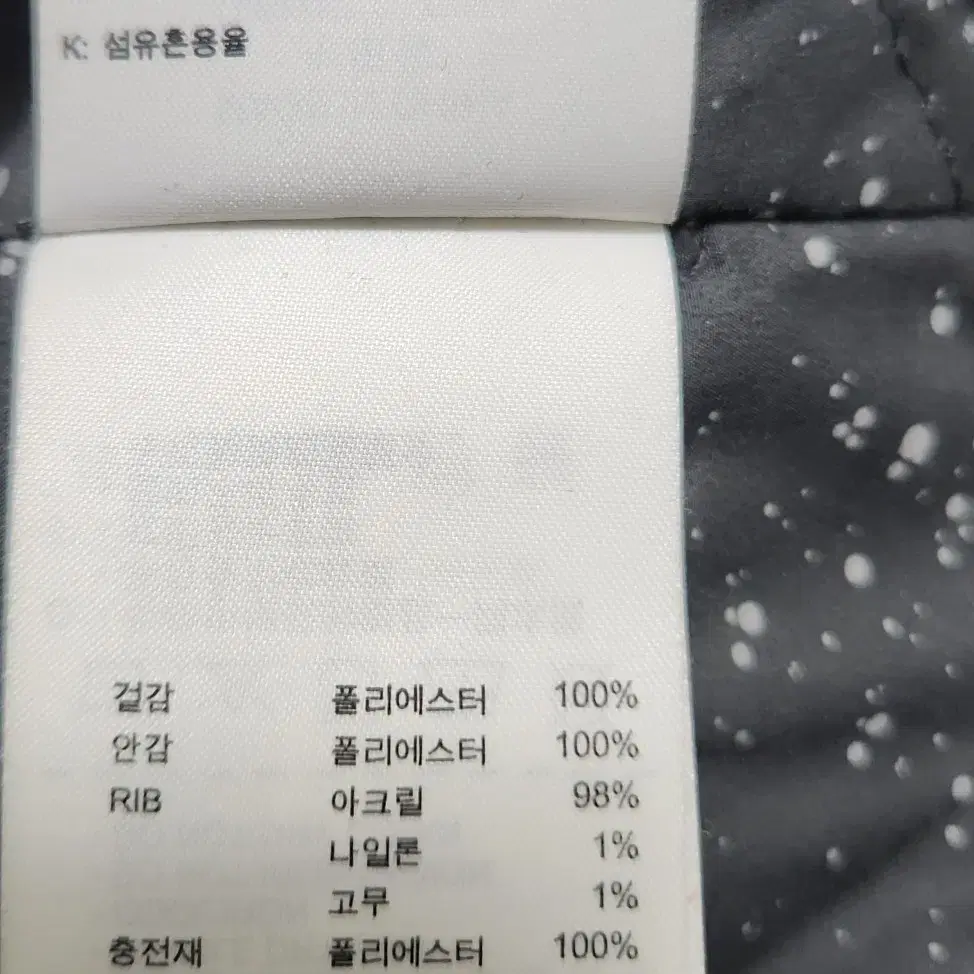 K: 섬유혼용율
겉감 폴리에스터 100%
안감 폴리에스터 100%
RIB 아크릴 98%
나일론 1%
고무 1%
충전재 폴리에스터 100%